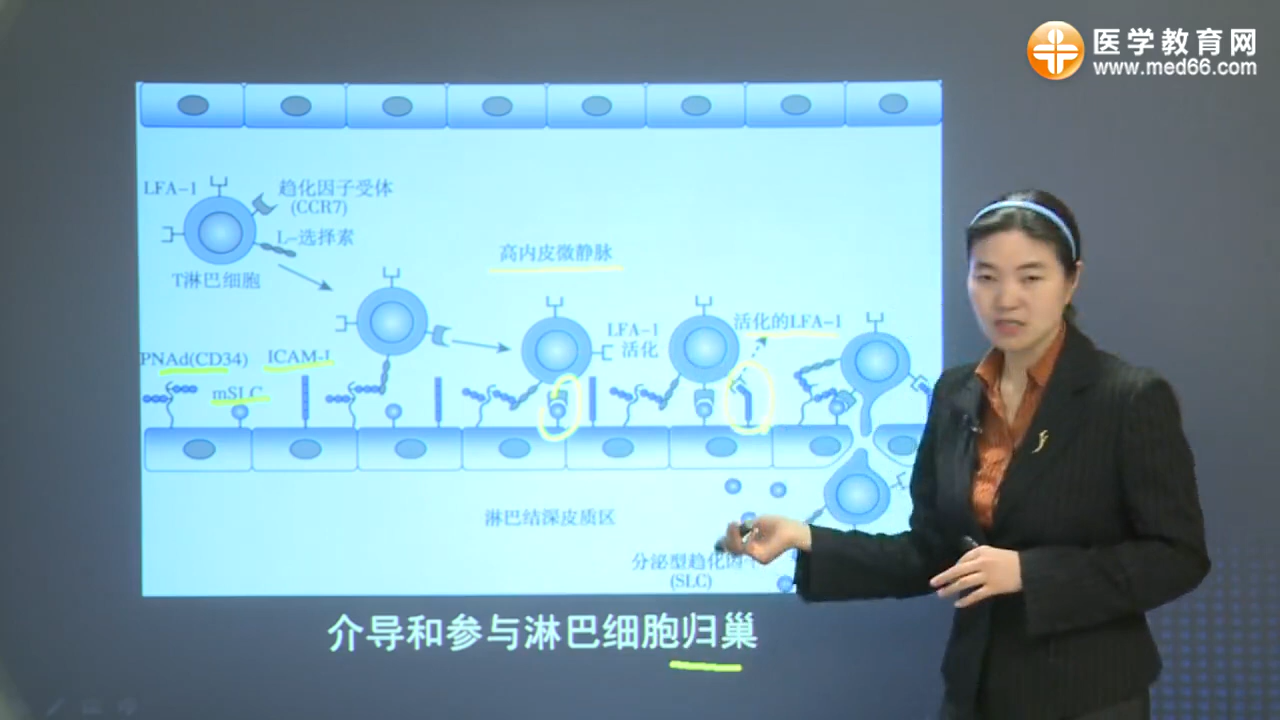 医学教育网
www.med66.com
LFA-1
趋化因子受体
(CCR7)
L-选择素
T淋巴细胞
高内皮微静脉
PNAd(CD34)
ICAM-1
mSLC
LFA-1
活化
活化的LFA-1
淋巴结深皮质区
分泌型趋化因
(SLC)
介导和参与淋巴细胞归巢